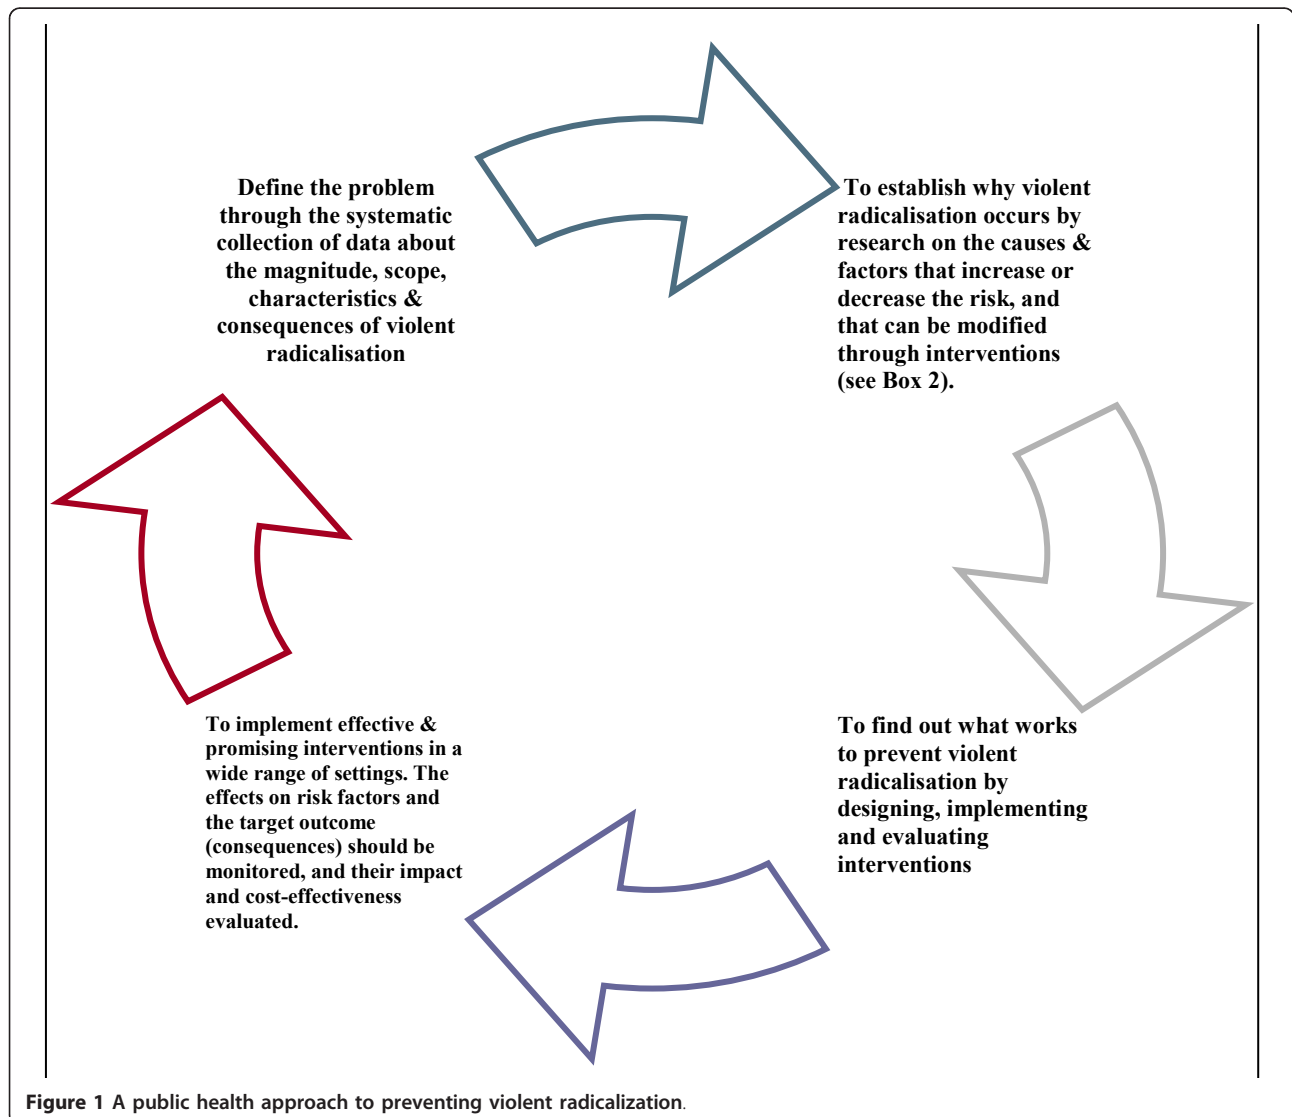 Define the problem
through the systematic
collection of data about
the magnitude, scope,
characteristics &
consequences of violent
radicalisation
To establish why violent
radicalisation occurs by
research on the causes &
factors that increase or
decrease the risk, and
that can be modified
through interventions
(see Box 2).
To find out what works
to prevent violent
radicalisation by
designing, implementing
and evaluating
interventions
To implement effective &
promising interventions in a
wide range of settings. The
effects on risk factors and
the target outcome
(consequences) should be
monitored, and their impact
and cost-effectiveness
evaluated.
Figure 1 A public health approach to preventing violent radicalization.